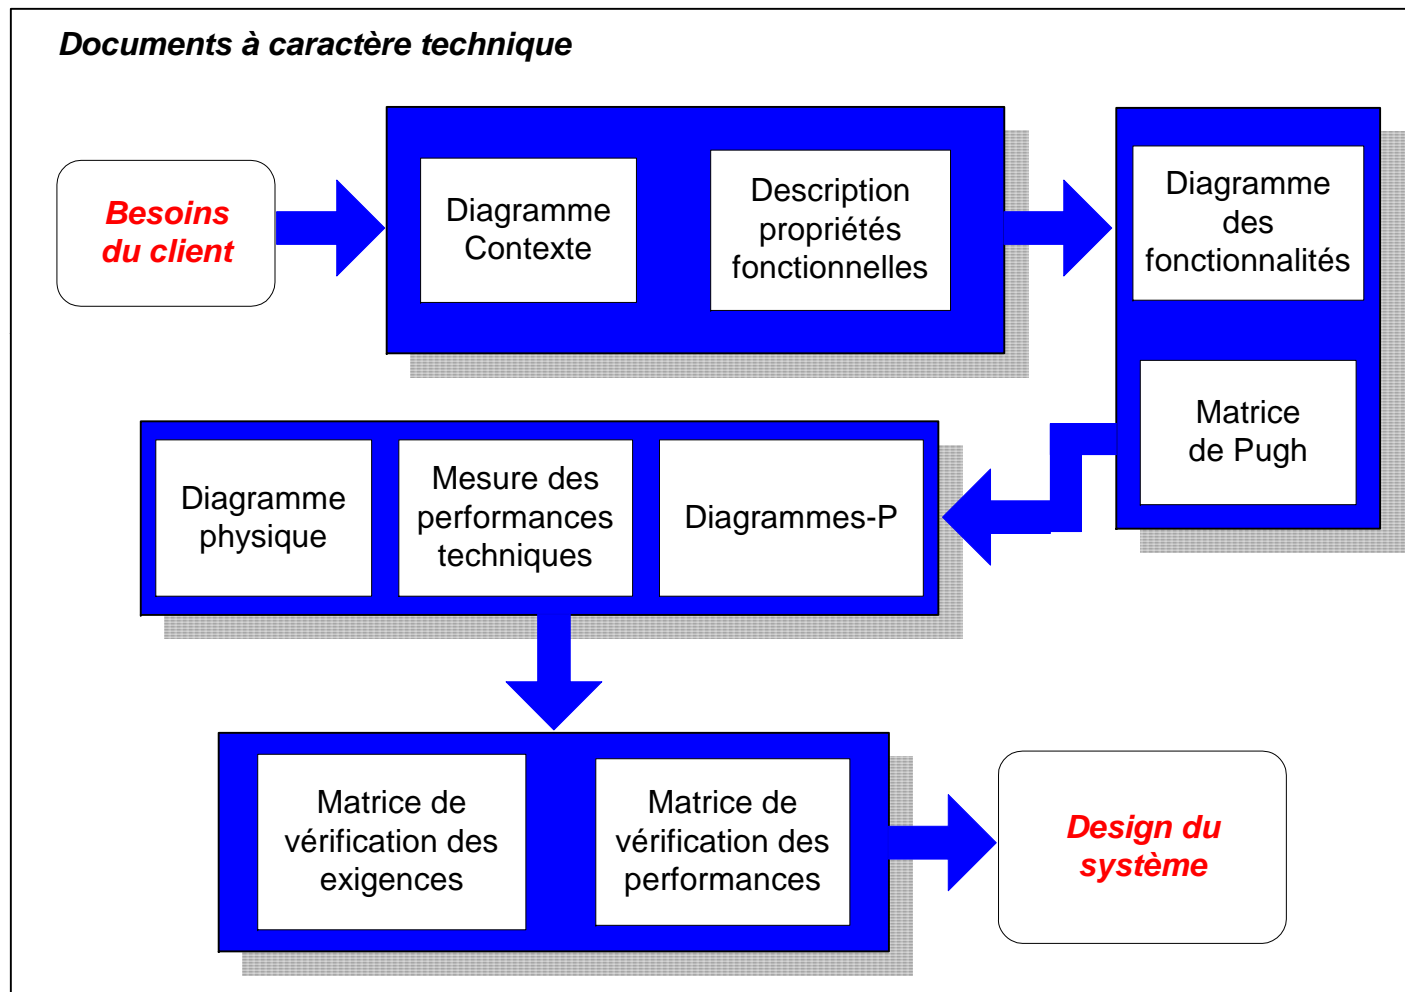 Documents à caractère technique
Besoins
du client
Diagramme
Contexte
Description
propriétés
fonctionnelles
Diagramme
des
fonctionnalités
Matrice
de Pugh
Diagrammes-P
Mesure des
performances
techniques
Diagramme
physique
Matrice de
vérification des
exigences
Matrice de
vérification des
performances
Design du
système